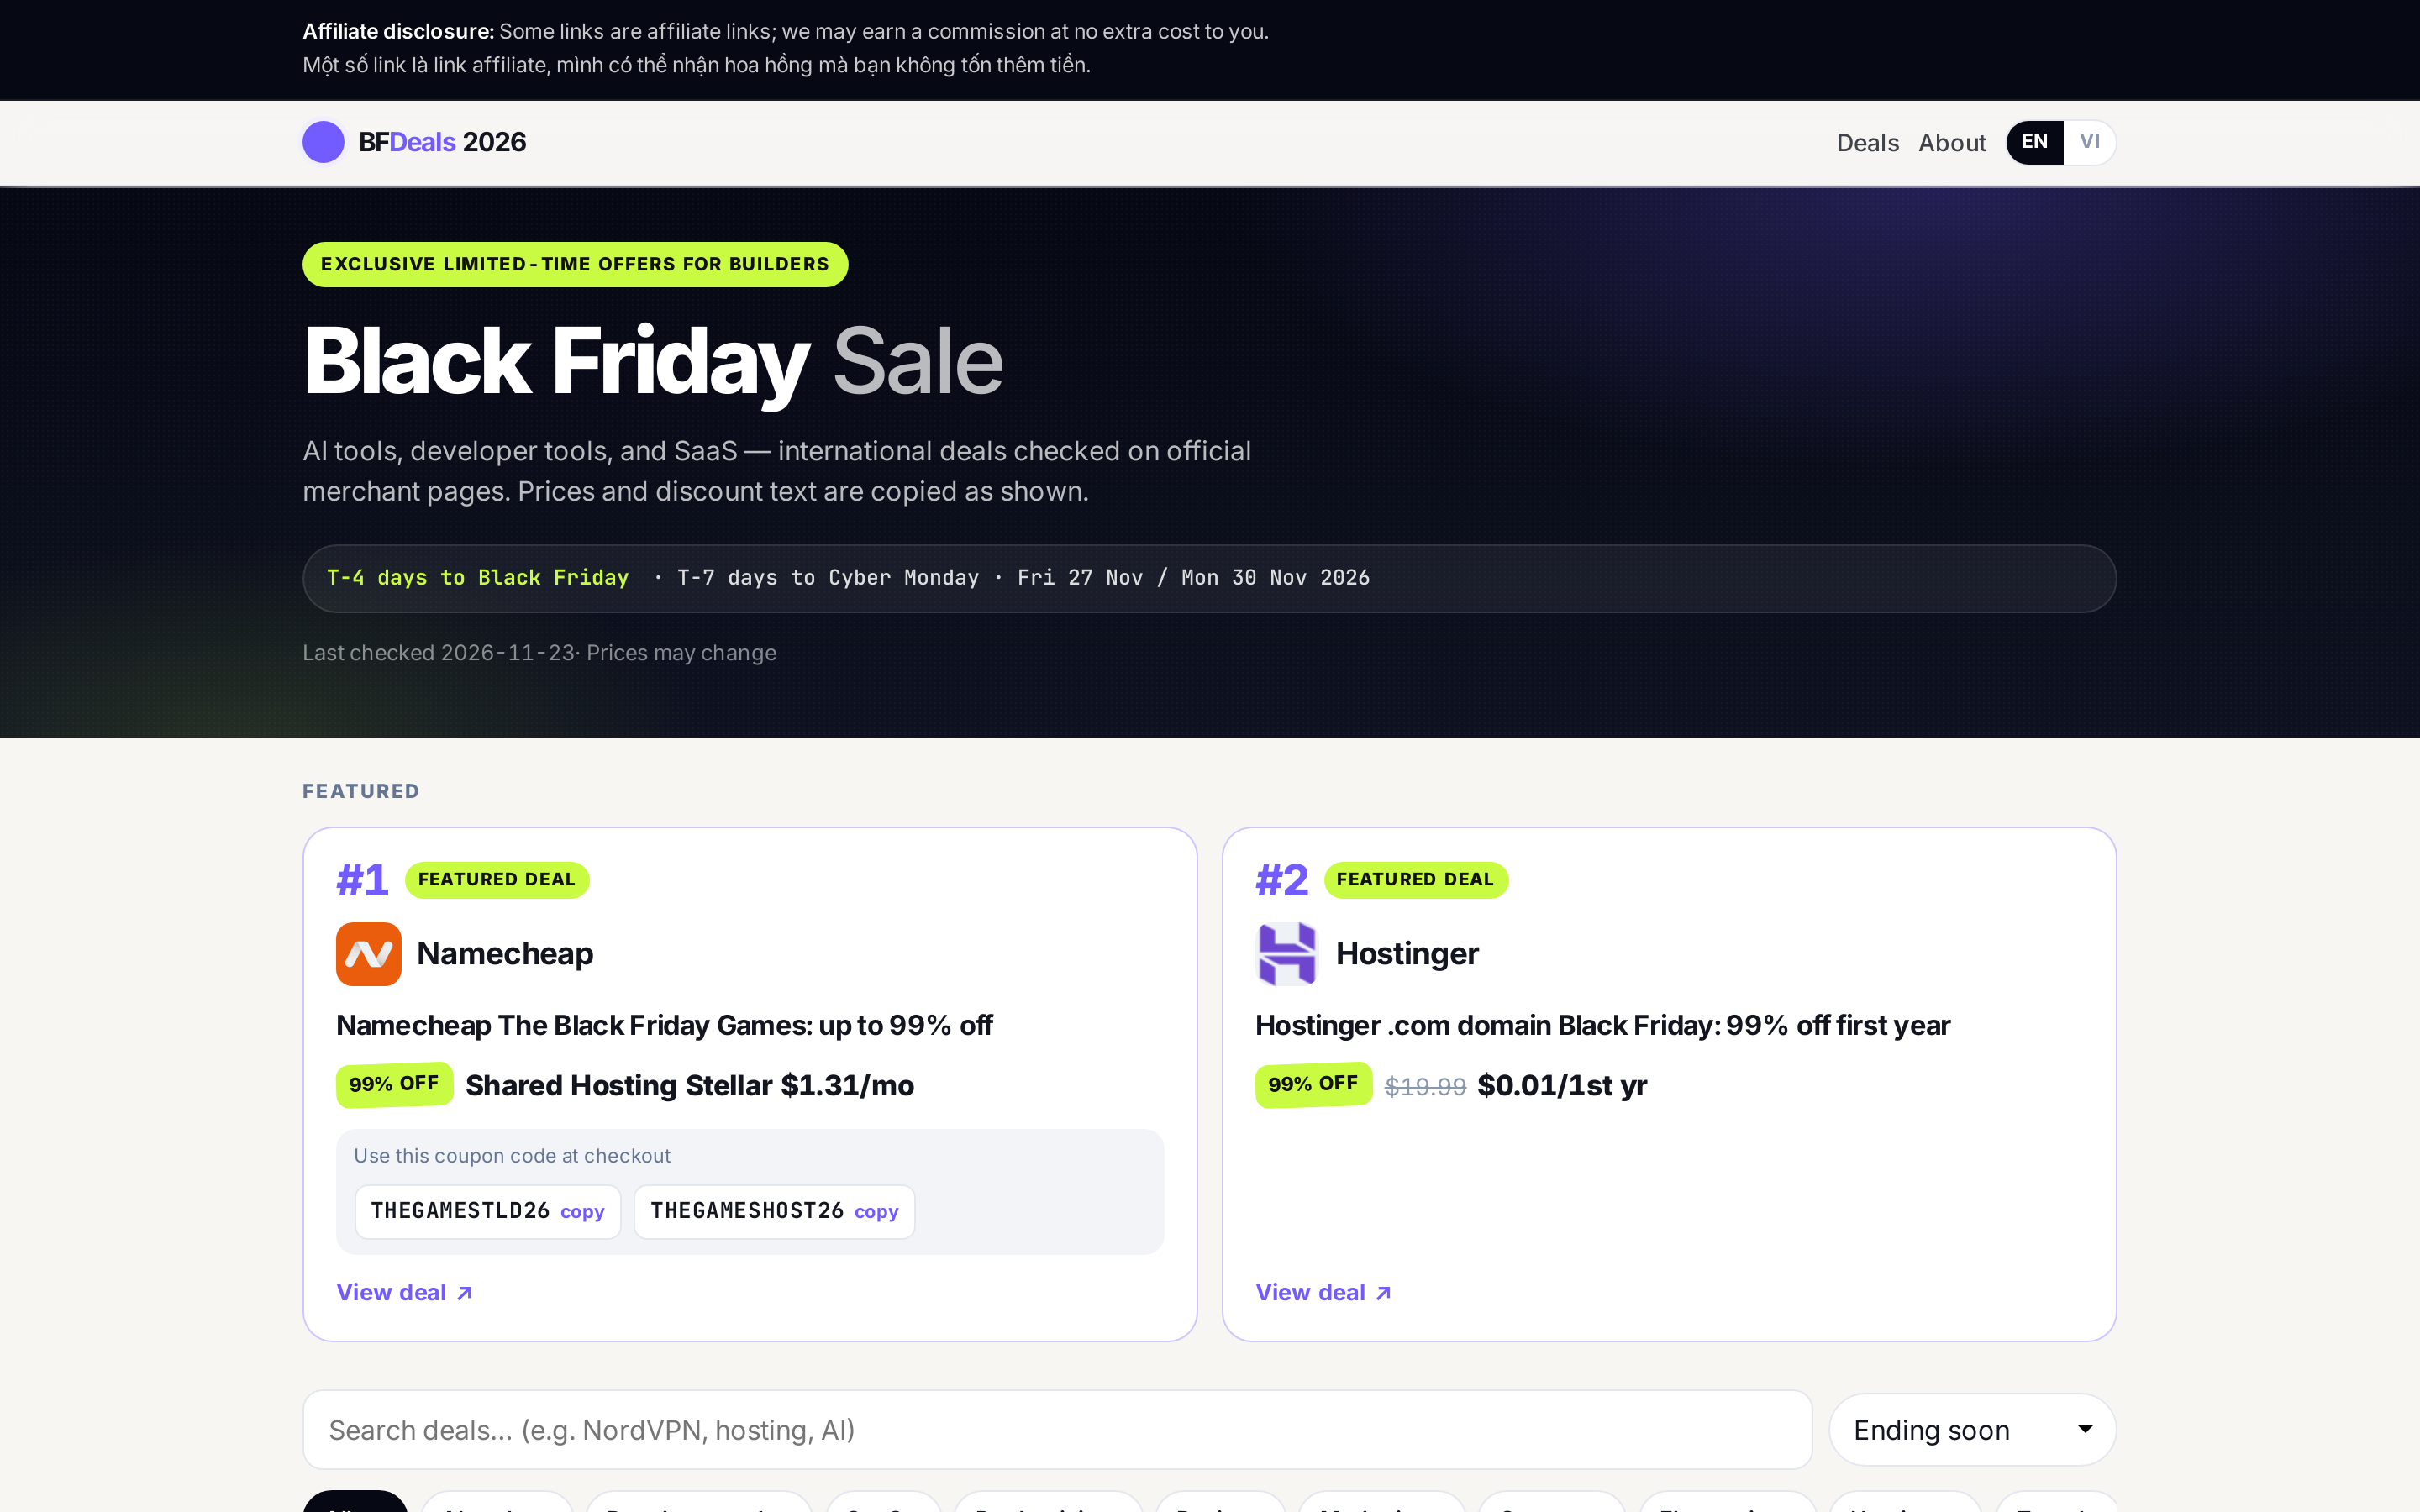 Affiliate disclosure: Some links are affiliate links; we may earn a commission at no extra cost to you.
Một số link là link affiliate, mình có thể nhận hoa hồng mà bạn không tốn thêm tiền.
BFDeals 2026
Deals About EN VI
EXCLUSIVE LIMITED-TIME OFFERS FOR BUILDERS
Black Friday Sale
AI tools, developer tools, and SaaS — international deals checked on official
merchant pages. Prices and discount text are copied as shown.
T-4 days to Black Friday · T-7 days to Cyber Monday · Fri 27 Nov / Mon 30 Nov 2026
Last checked 2026-11-23· Prices may change
FEATURED
#1 FEATURED DEAL
Namecheap
Namecheap The Black Friday Games: up to 99% off
99% OFF Shared Hosting Stellar $1.31/mo
Use this coupon code at checkout
THEGAMESTLD26 copy THEGAMESHOST26 copy
View deal ↗
#2 FEATURED DEAL
Hostinger
Hostinger .com domain Black Friday: 99% off first year
99% OFF $19.99 $0.01/1st yr
View deal ↗
Search deals... (e.g. NordVPN, hosting, AI)
Ending soon